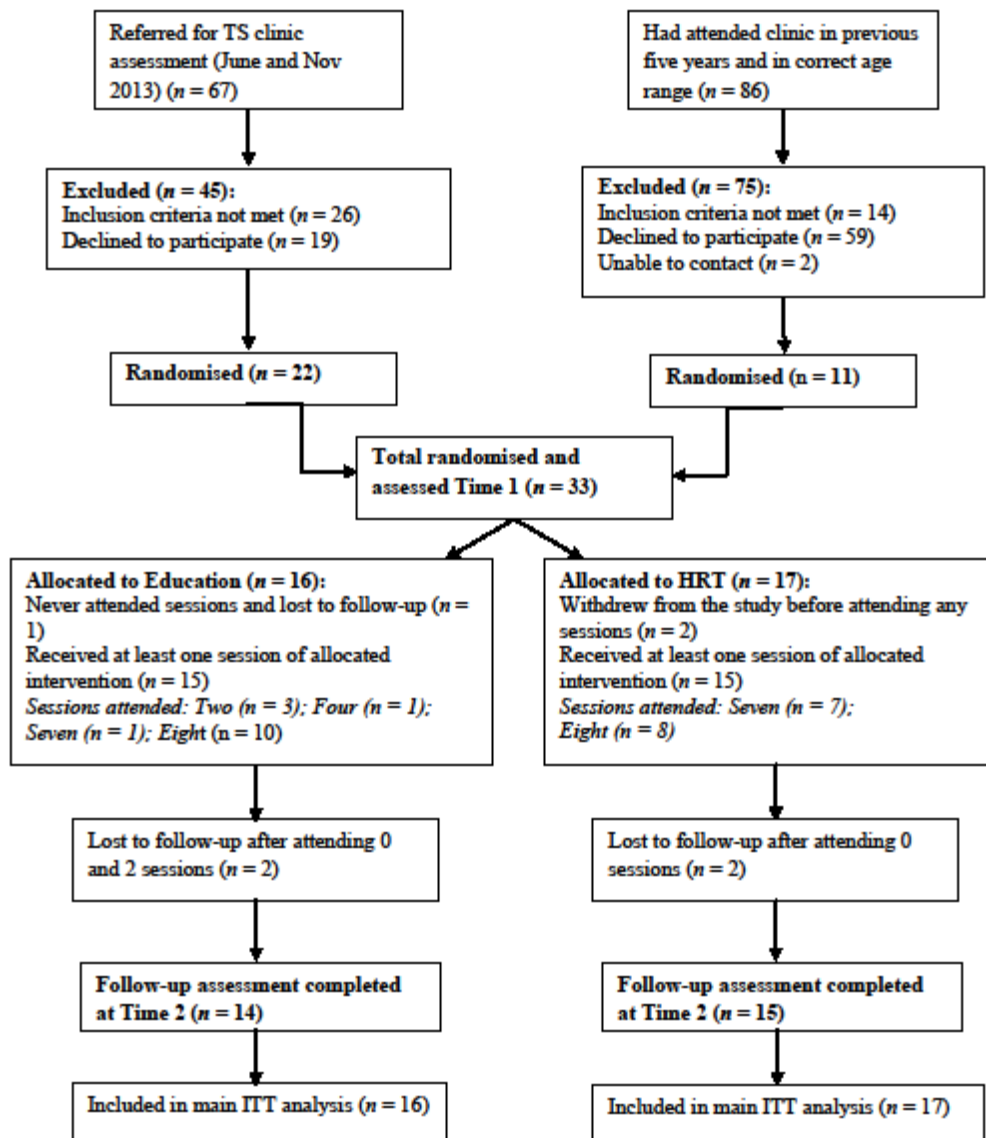 Referred for TS clinic
assessment (June and Nov
2013) (n = 67)
Had attended clinic in previous
five years and in correct age
range (n = 86)
Excluded (n = 45):
Inclusion criteria not met (n = 26)
Declined to participate (n = 19)
Excluded (n = 75):
Inclusion criteria not met (n = 14)
Declined to participate (n = 59)
Unable to contact (n = 2)
Randomised (n = 22)
Randomised (n = 11)
Total randomised and
assessed Time 1 (n = 33)
Allocated to Education (n = 16):
Never attended sessions and lost to follow-up (n =
1)
Received at least one session of allocated
intervention (n = 15)
Sessions attended: Two (n = 3); Four (n = 1);
Seven (n = 1); Eight (n = 10)
Allocated to HRT (n = 17):
Withdrew from the study before attending any
sessions (n = 2)
Received at least one session of allocated
intervention (n = 15)
Sessions attended: Seven (n = 7);
Eight (n = 8)
Lost to follow-up after attending 0
and 2 sessions (n = 2)
Lost to follow-up after attending 0
sessions (n = 2)
Follow-up assessment completed
at Time 2 (n = 14)
Follow-up assessment completed
at Time 2 (n = 15)
Included in main ITT analysis (n = 16)
Included in main ITT analysis (n = 17)